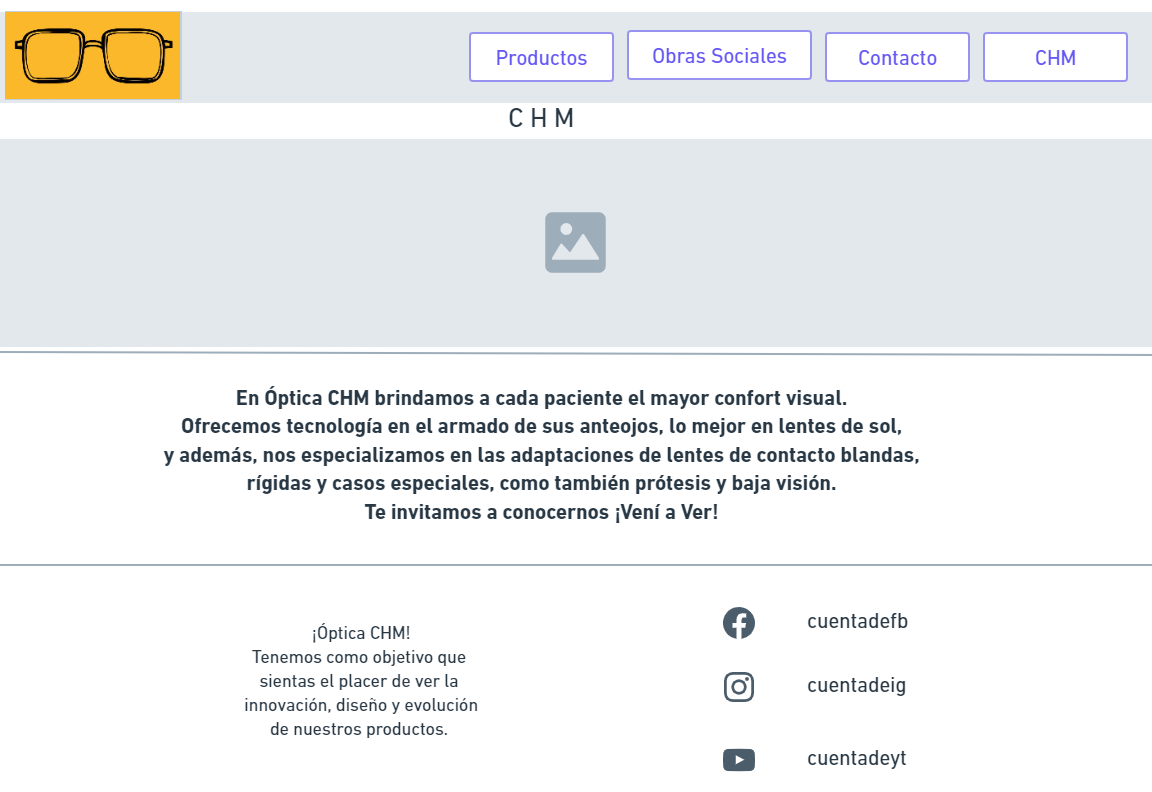 Productos
Obras Sociales
Contacto
CHM
C H M
En Óptica CHM brindamos a cada paciente el mayor confort visual.
Ofrecemos tecnología en el armado de sus anteojos, lo mejor en lentes de sol,
y además, nos especializamos en las adaptaciones de lentes de contacto blandas,
rígidas y casos especiales, como también prótesis y baja visión.
Te invitamos a conocernos ¡Vení a Ver!
¡Óptica CHM!
Tenemos como objetivo que
sientas el placer de ver la
innovación, diseño y evolución
de nuestros productos.
cuentadefb
cuentadeig
cuentadeyt